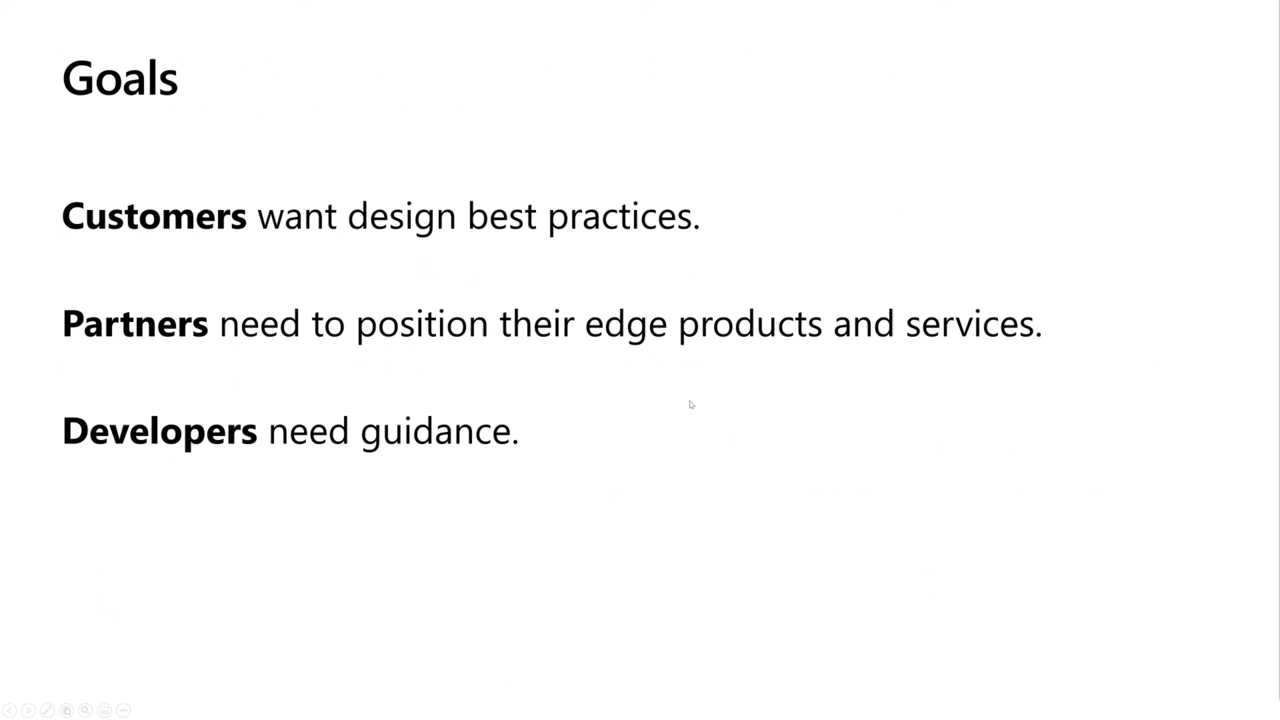 Goals
Customers want design best practices.
Partners need to position their edge products and services.
Developers need guidance.